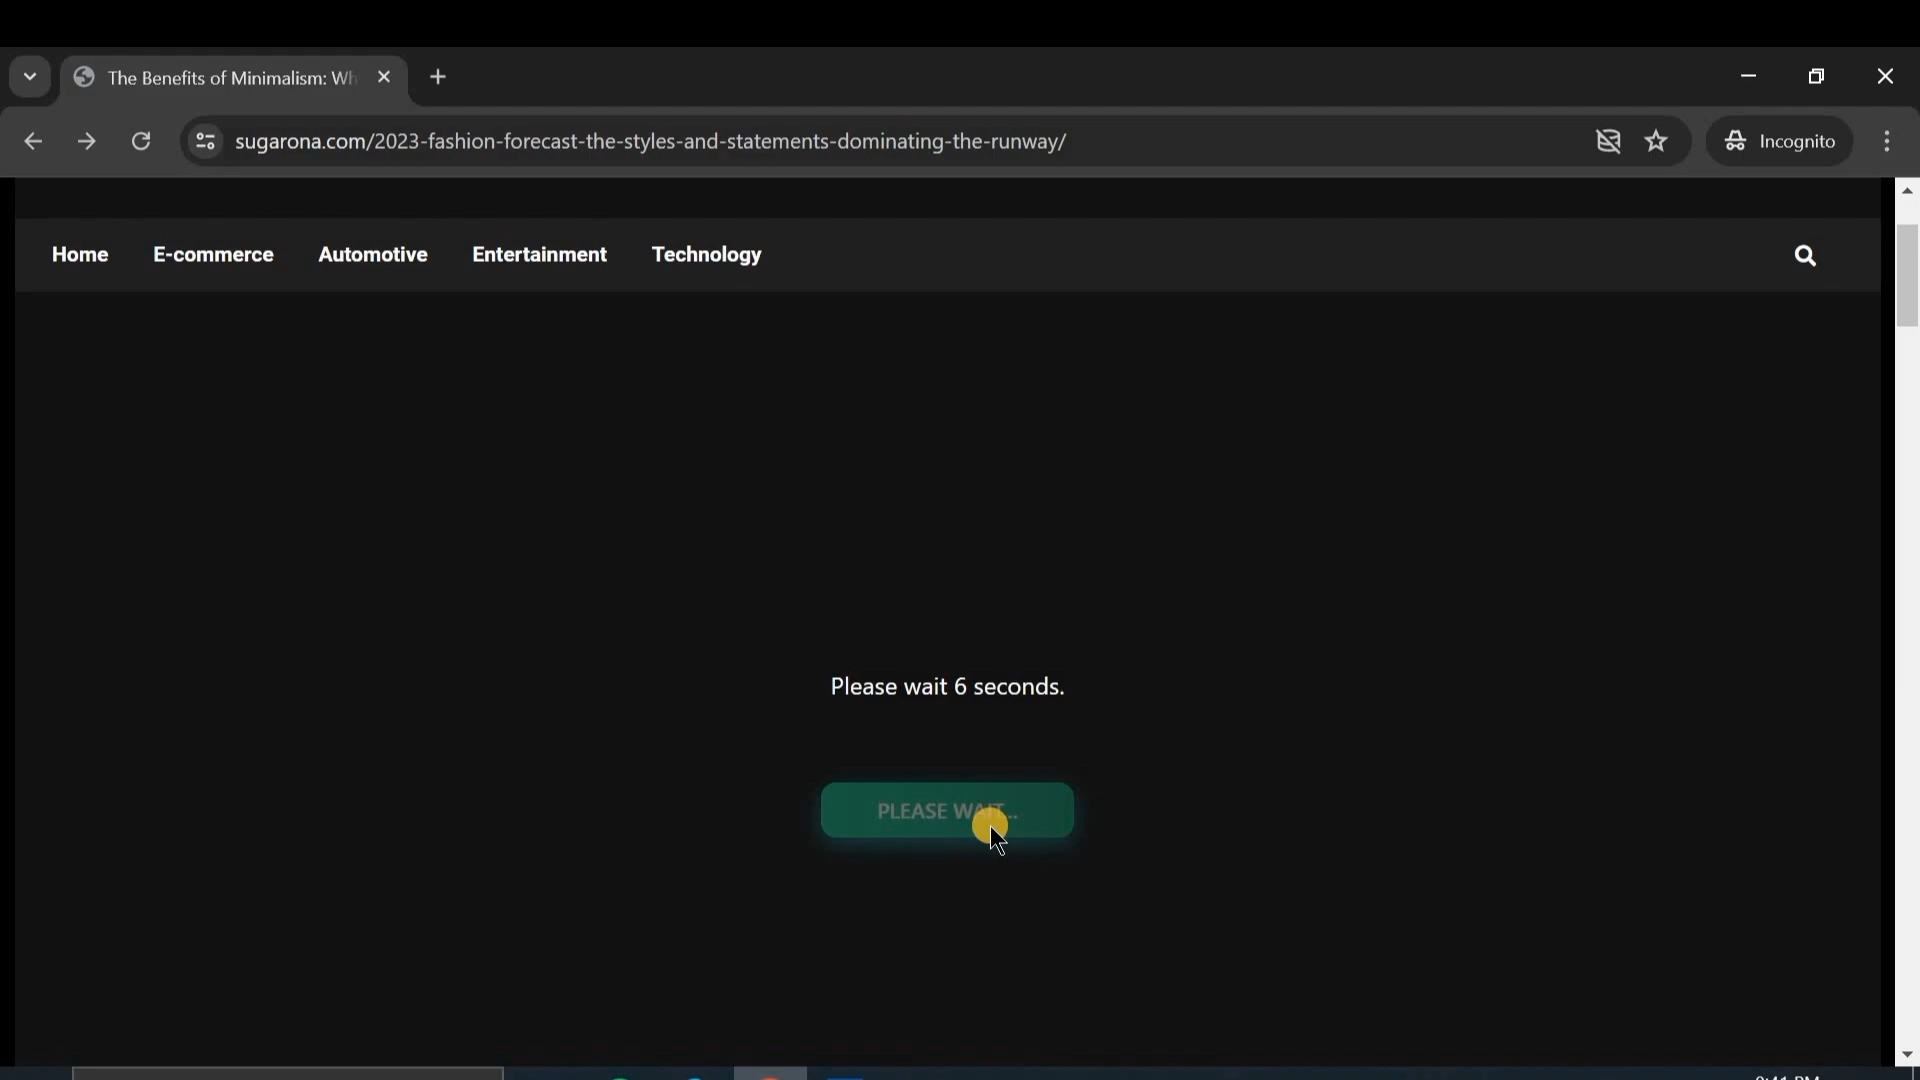 The Benefits of Minimalism: Wh
sugarona.com/2023-fashion-forecast-the-styles-and-statements-dominating-the-runway/
Incognito
Home E-commerce Automotive Entertainment Technology
Please wait 6 seconds.
PLEASE WAIT...